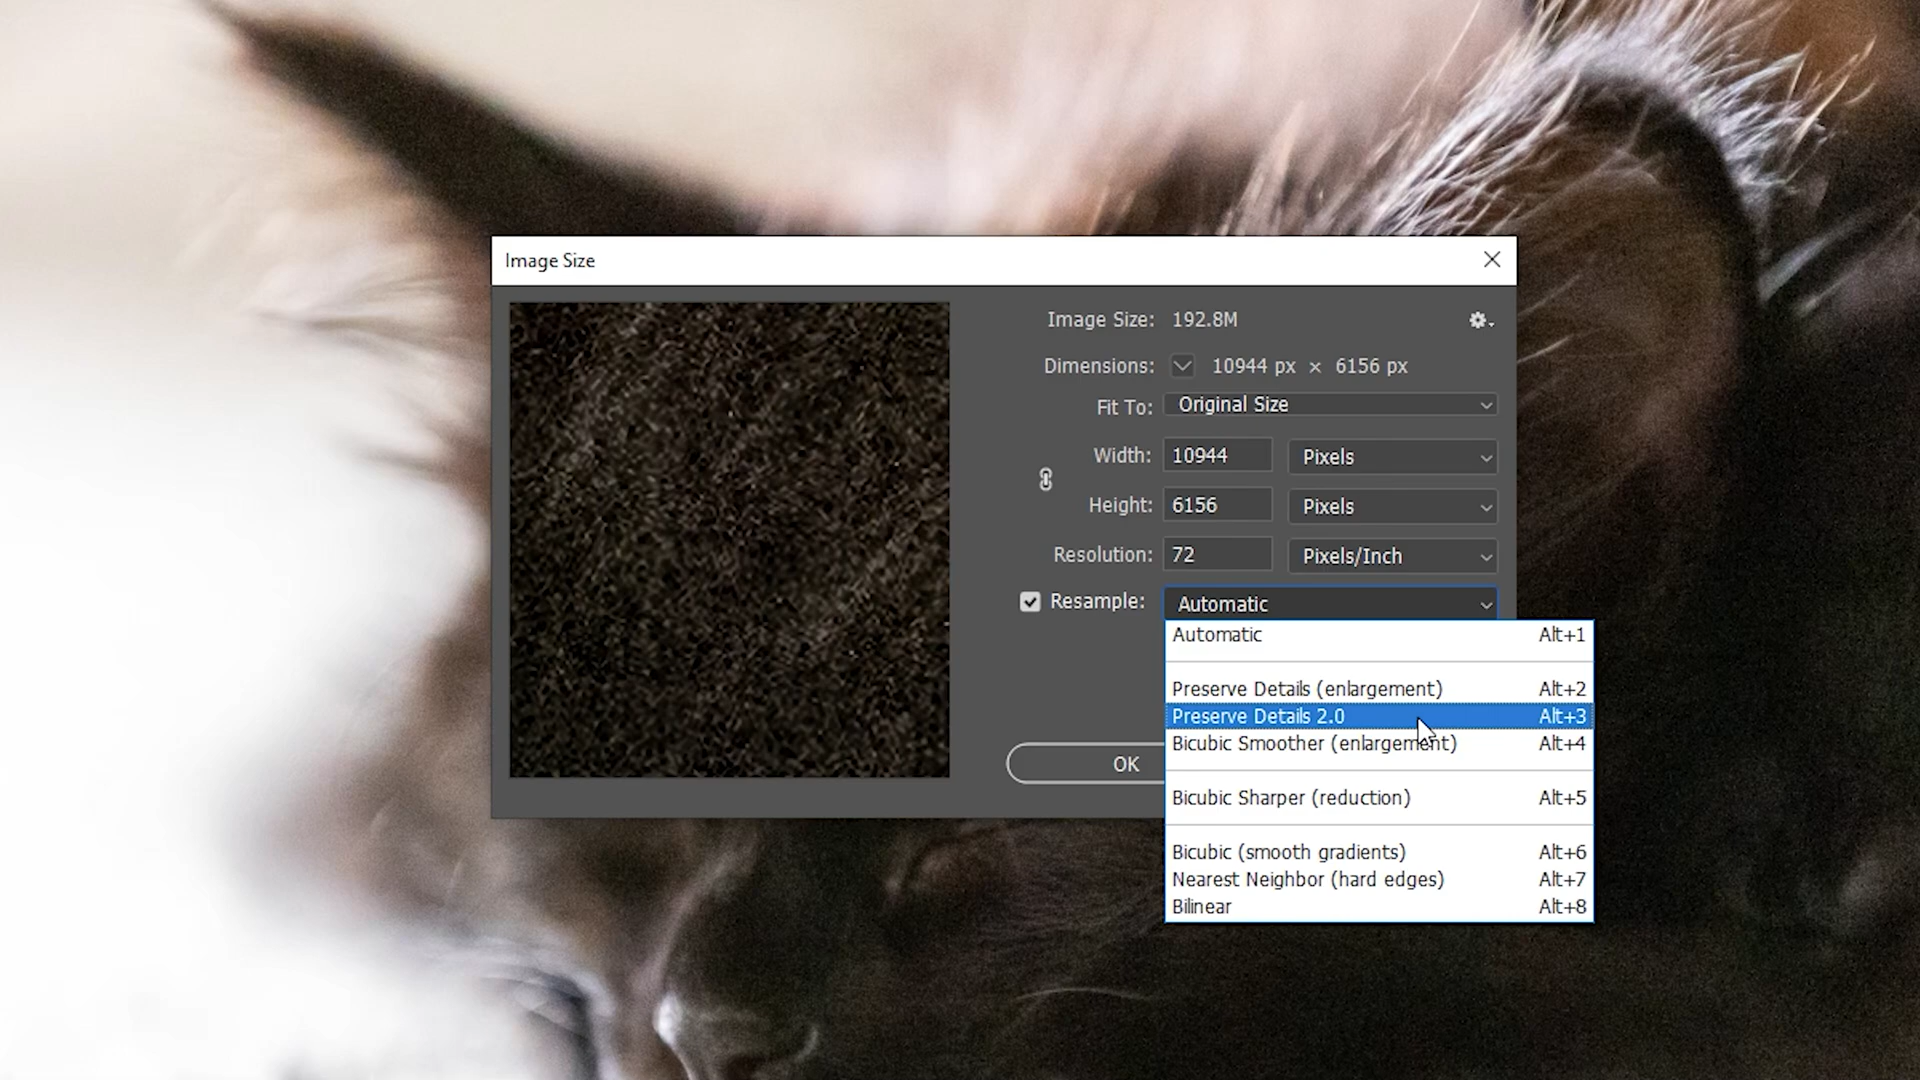 Image Size
Image Size: 192.8M
Dimensions: 10944 px × 6156 px
Fit To: Original Size
Width: 10944 Pixels
Height: 6156 Pixels
Resolution: 72 Pixels/Inch
Resample: Automatic
Automatic Alt+1
Preserve Details (enlargement) Alt+2
Preserve Details 2.0 Alt+3
Bicubic Smoother (enlargement) Alt+4
OK
Bicubic Sharper (reduction) Alt+5
Bicubic (smooth gradients) Alt+6
Nearest Neighbor (hard edges) Alt+7
Bilinear Alt+8